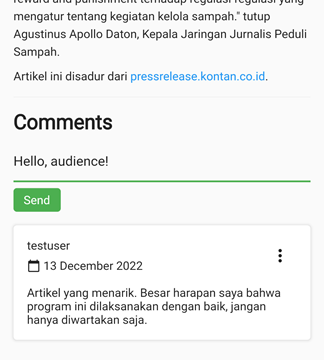 reward and punishment terhadap regulasi regulasi yang
mengatur tentang kegiatan kelola sampah." tutup
Agustinus Apollo Daton, Kepala Jaringan Jurnalis Peduli
Sampah.
Artikel ini disadur dari pressrelease.kontan.co.id.
Comments
Hello, audience!
Send
testuser
13 December 2022
Artikel yang menarik. Besar harapan saya bahwa
program ini dilaksanakan dengan baik, jangan
hanya diwartakan saja.